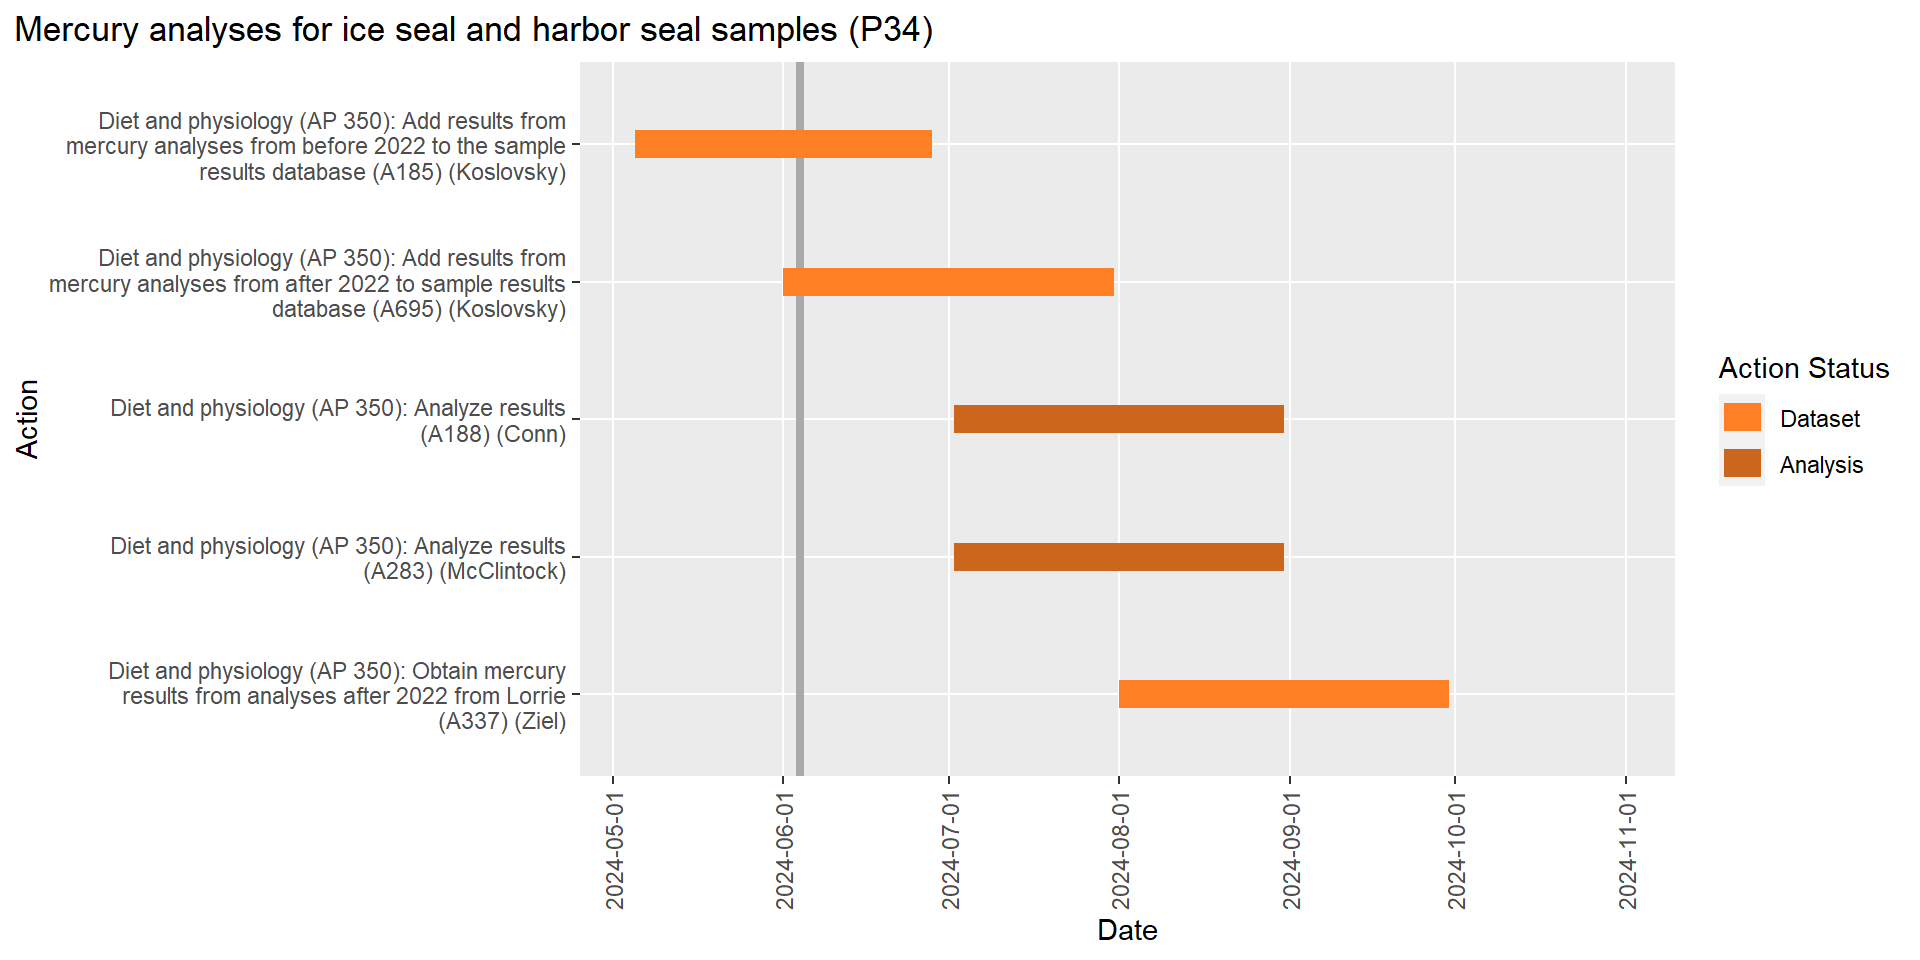 Mercury analyses for ice seal and harbor seal samples (P34)
Diet and physiology (AP 350): Add results from
mercury analyses from before 2022 to the sample
results database (A185) (Koslovsky)
Diet and physiology (AP 350): Add results from
mercury analyses from after 2022 to sample results
database (A695) (Koslovsky)
Diet and physiology (AP 350): Analyze results
(A188) (Conn)
Diet and physiology (AP 350): Analyze results
(A283) (McClintock)
Diet and physiology (AP 350): Obtain mercury
results from analyses after 2022 from Lorrie
(A337) (Ziel)
Action
2024-05-01
2024-06-01
2024-07-01
2024-08-01
2024-09-01
2024-10-01
2024-11-01
Date
Action Status
Dataset
Analysis